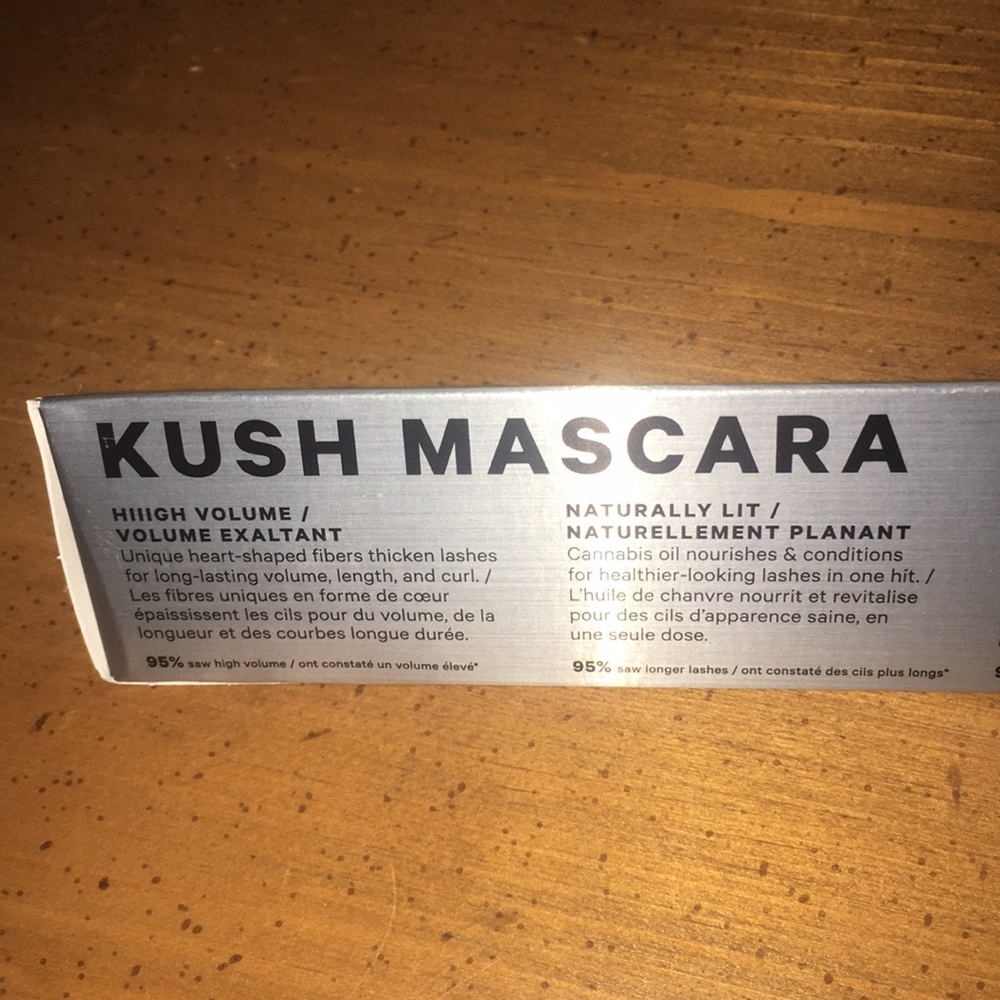 KUSH MASCARA
HIIIGH VOLUME /
VOLUME EXALTANT
Unique heart-shaped fibers thicken lashes
for long-lasting volume, length, and curl. /
Les fibres uniques en forme de cœur
épaississent les cils pour du volume, de la
longueur et des courbes longue durée.
95% saw high volume / ont constaté un volume élevé*
NATURALLY LIT /
NATURELLEMENT PLANANT
Cannabis oil nourishes & conditions
for healthier-looking lashes in one hit. /
L'huile de chanvre nourrit et revitalise
pour des cils d'apparence saine, en
une seule dose.
95% saw longer lashes / ont constaté des cils plus longs*